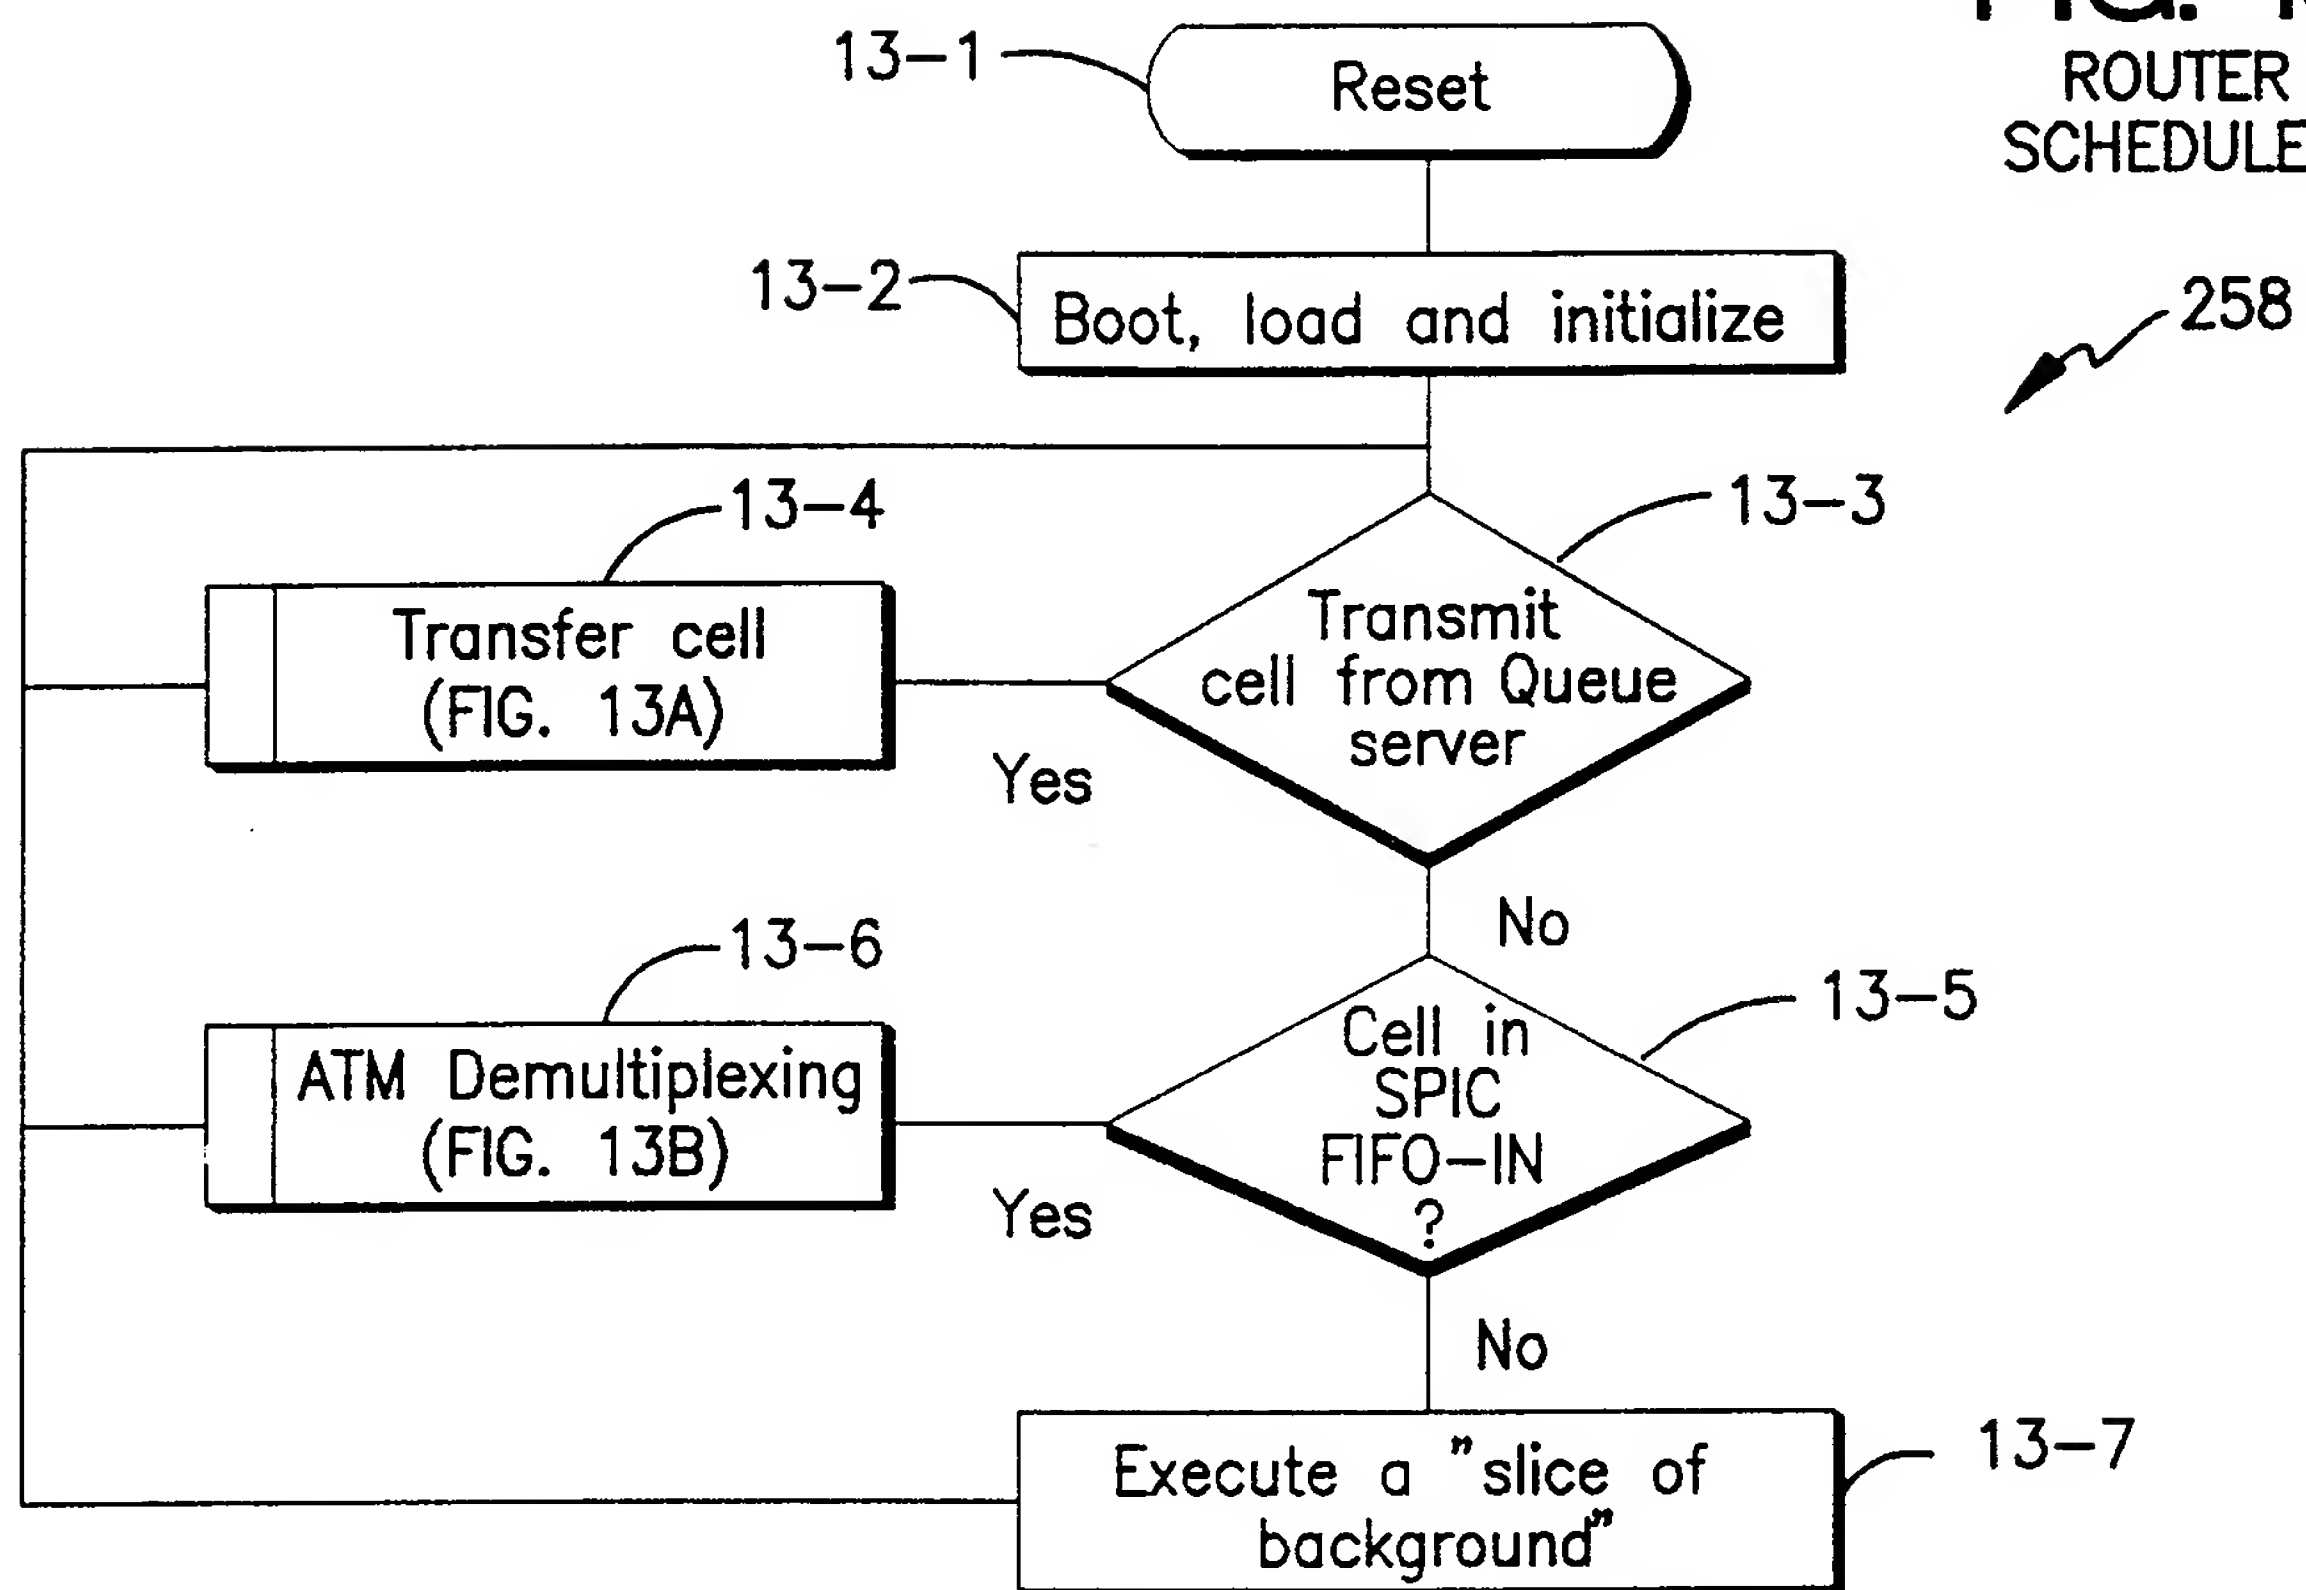 FIG.
13-1
Reset
ROUTER
13-2
Boot, load and initialize
258
13-4
13-3
Transfer cell
(FIG. 13A)
Transmit
cell from Queue
server
Yes
No
13-6
13-5
ATM Demultiplexing
(FIG. 13B)
Cell in
SPIC
FIFO-IN
?
Yes
No
Execute a "slice of
background"
13-7